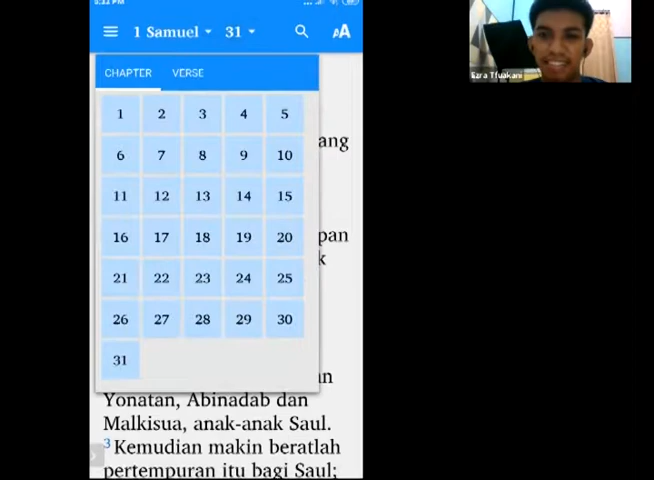 1 Samuel 31
CHAPTER VERSE
1 2 3 4 5
ang
6 7 8 9 10
11 12 13 14 15
16 17 18 19 20
pan
k
21 22 23 24 25
26 27 28 29 30
31
an
Yonatan, Abinadab dan
Malkisua, anak-anak Saul.
3 Kemudian makin beratlah
pertempuran itu bagi Saul;
Ezra Tfuakani